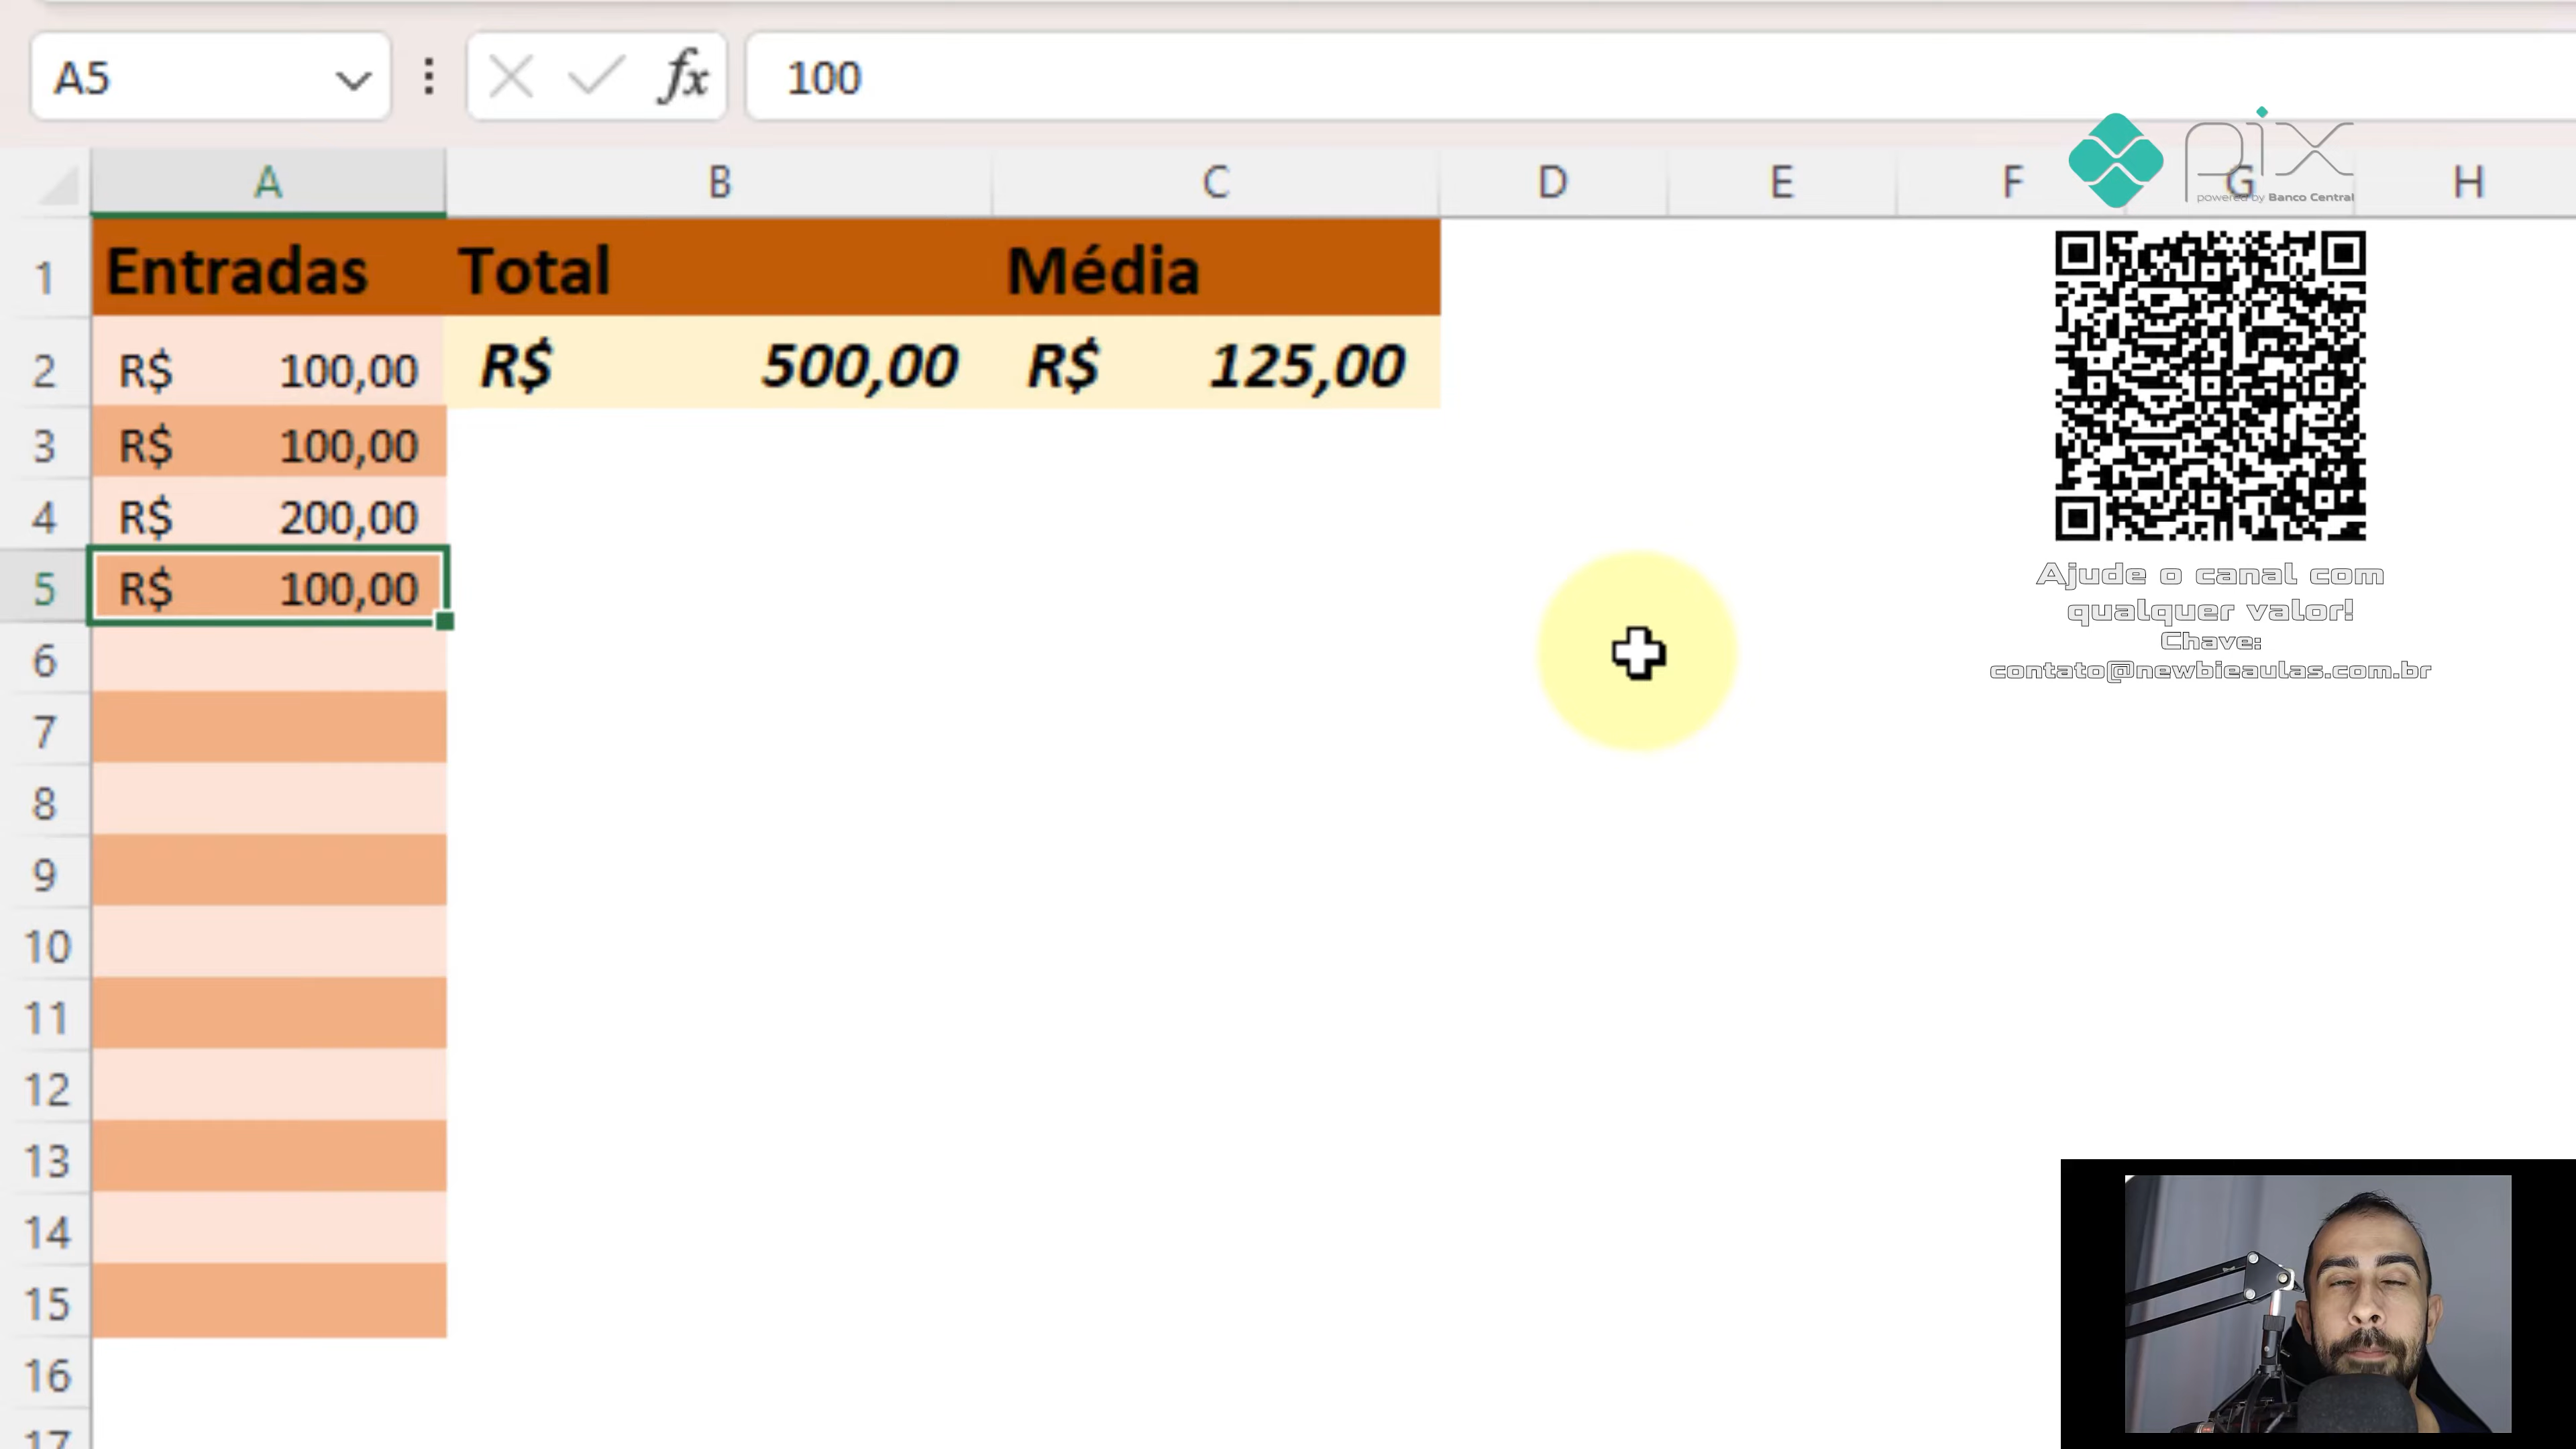 A5 fx 100
A B C D E F G H
pix
powered by Banco Central
1 Entradas Total Média
2 R$ 100,00 R$ 500,00 R$ 125,00
3 R$ 100,00
4 R$ 200,00
5 R$ 100,00
6
7
8
9
10
11
12
13
14
15
16
17
Ajude o canal com
qualquer valor!
Chave:
contato@newbieaulas.com.br